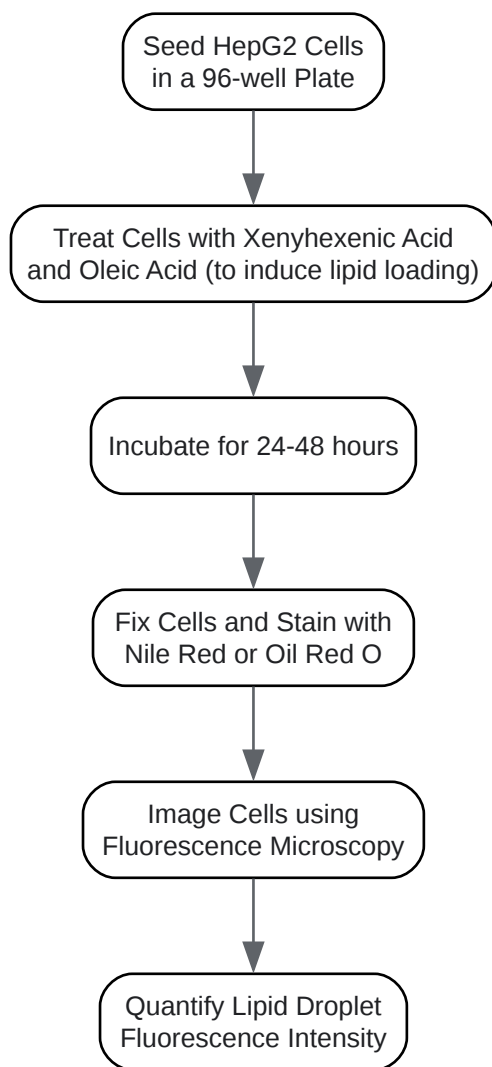 Seed HepG2 Cells
in a 96-well Plate
Treat Cells with Xenyhexenic Acid
and Oleic Acid (to induce lipid loading)
Incubate for 24-48 hours
Fix Cells and Stain with
Nile Red or Oil Red O
Image Cells using
Fluorescence Microscopy
Quantify Lipid Droplet
Fluorescence Intensity